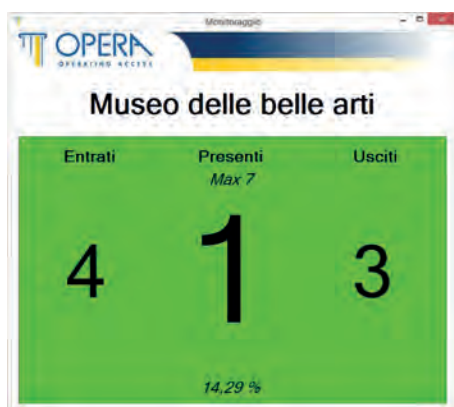 Monitoraggio
OPERA
OPERATING ACCESS
Museo delle belle arti
Entrati Presenti Usciti
Max 7
4 1 3
14,29 %